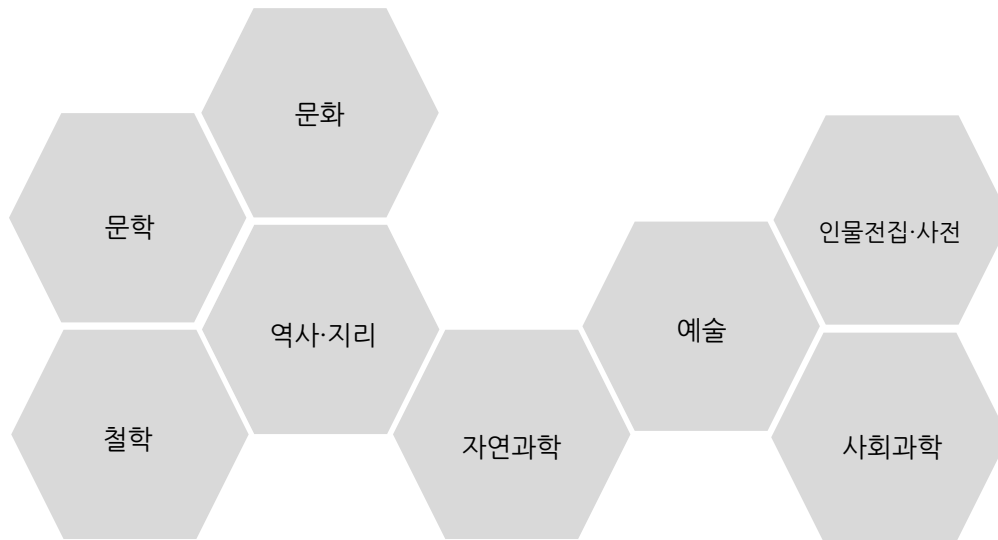 문화
문학
인물전집·사전
역사·지리
예술
철학
자연과학
사회과학